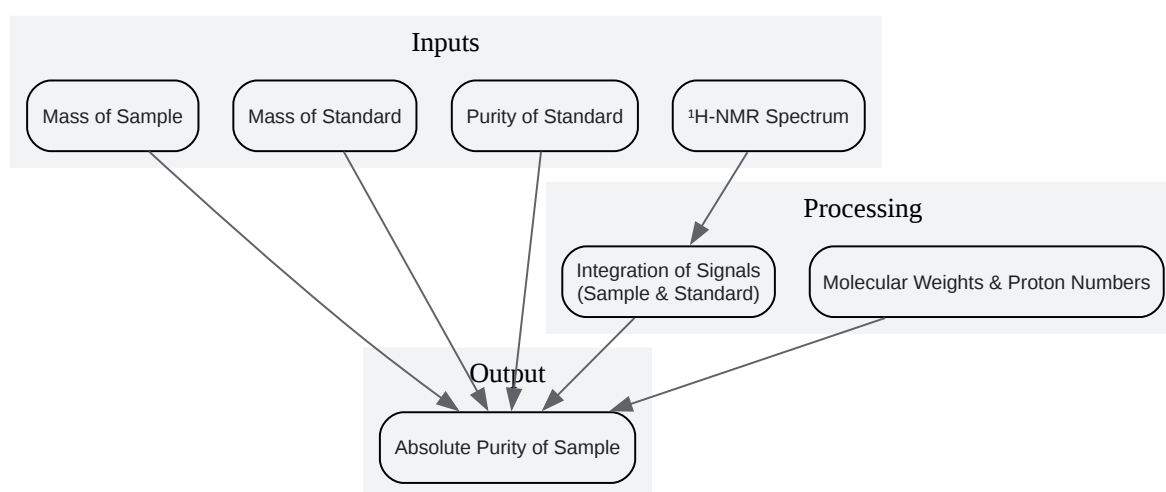 Inputs
Mass of Sample
Mass of Standard
Purity of Standard
¹H-NMR Spectrum
Processing
Integration of Signals
(Sample & Standard)
Molecular Weights & Proton Numbers
Output
Absolute Purity of Sample